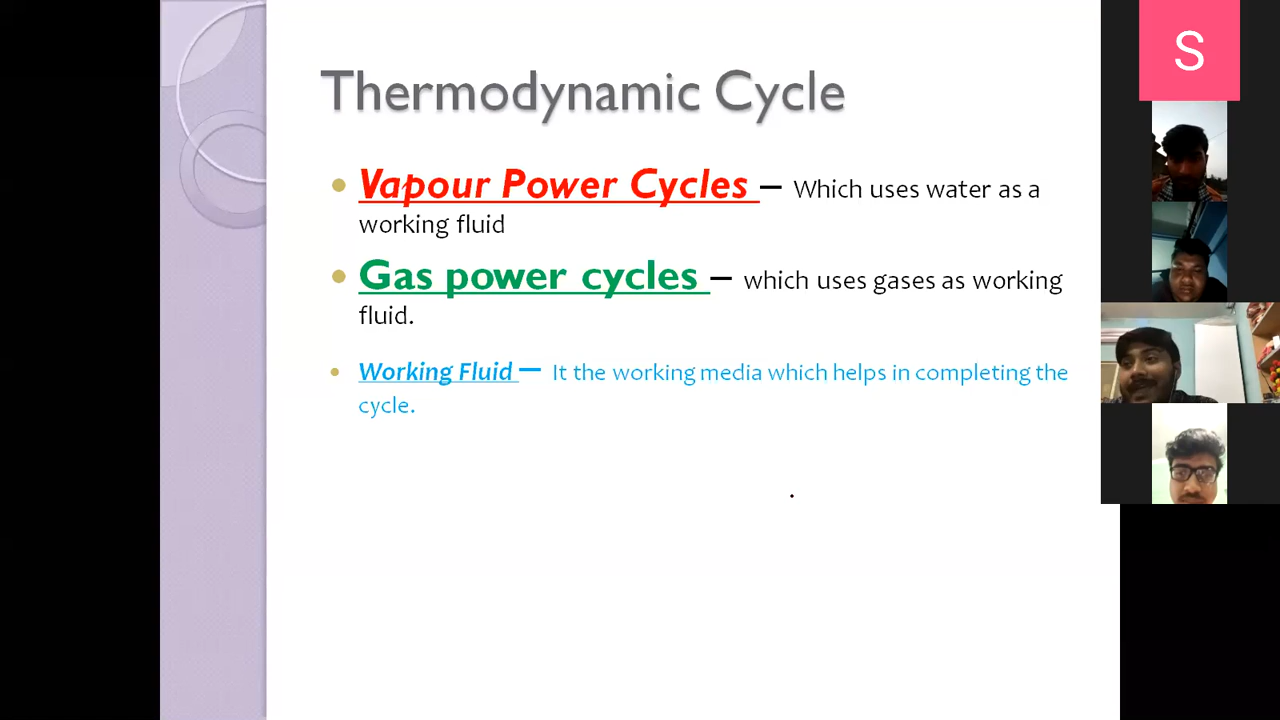 Thermodynamic Cycle
Vapour Power Cycles – Which uses water as a
working fluid
Gas power cycles – which uses gases as working
fluid.
Working Fluid – It the working media which helps in completing the
cycle.
S